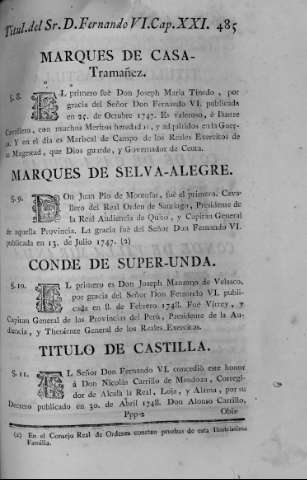 Titul. del Sr. D. Fernando VI. Cap. XXI. 485
MARQUES DE CASA-
Tramañez.
§.8. EL primero fuè Don Joseph Maria Tinedo, por
gracia del Señor Don Fernando VI. publicada
en 25. de Octubre 1747. Es valeroso, è Ilustre
Cavallero, con muchos Meritos heredados, y adquiridos en la Guer-
ra. Y en el dia es Mariscal de Campo de los Reales Exercitos de
su Magestad, que Dios guarde, y Governador de Ceuta.
MARQUES DE SELVA-ALEGRE.
§.9. DOn Juan Pio de Montufar, fuè el primero. Cava-
llero del Real Orden de Santiago, Presidente de
la Real Audiencia de Quito, y Capitan General
de aquella Provincia. La gracia fuè del Señor Don Fernando VI.
publicada en 13. de Julio 1747. (2)
CONDE DE SUPER-UNDA.
§.10. EL primero es Don Joseph Manzano de Velasco,
por gracia del Señor Don Fernando VI. publi-
cada en 8. de Febrero 1748. Fuè Virrey, y
Capitan General de los Provincias del Perù, Presidente de la Au-
diencia, y Theniente General de los Reales Exercitos.
TITULO DE CASTILLA.
§.11. EL Señor Don Fernando VI. concediò este honor
à Don Nicolàs Carrillo de Mendoza, Corregi-
dor de Alcalà la Real, Loja, y Alama, por su
Decreto publicado en 30. de Abril 1748. Don Alonso Carrillo,
Ppp 2 Obis-
(2) En el Consejo Real de Ordenes constan pruebas de esta Ilustrissima
Familia.